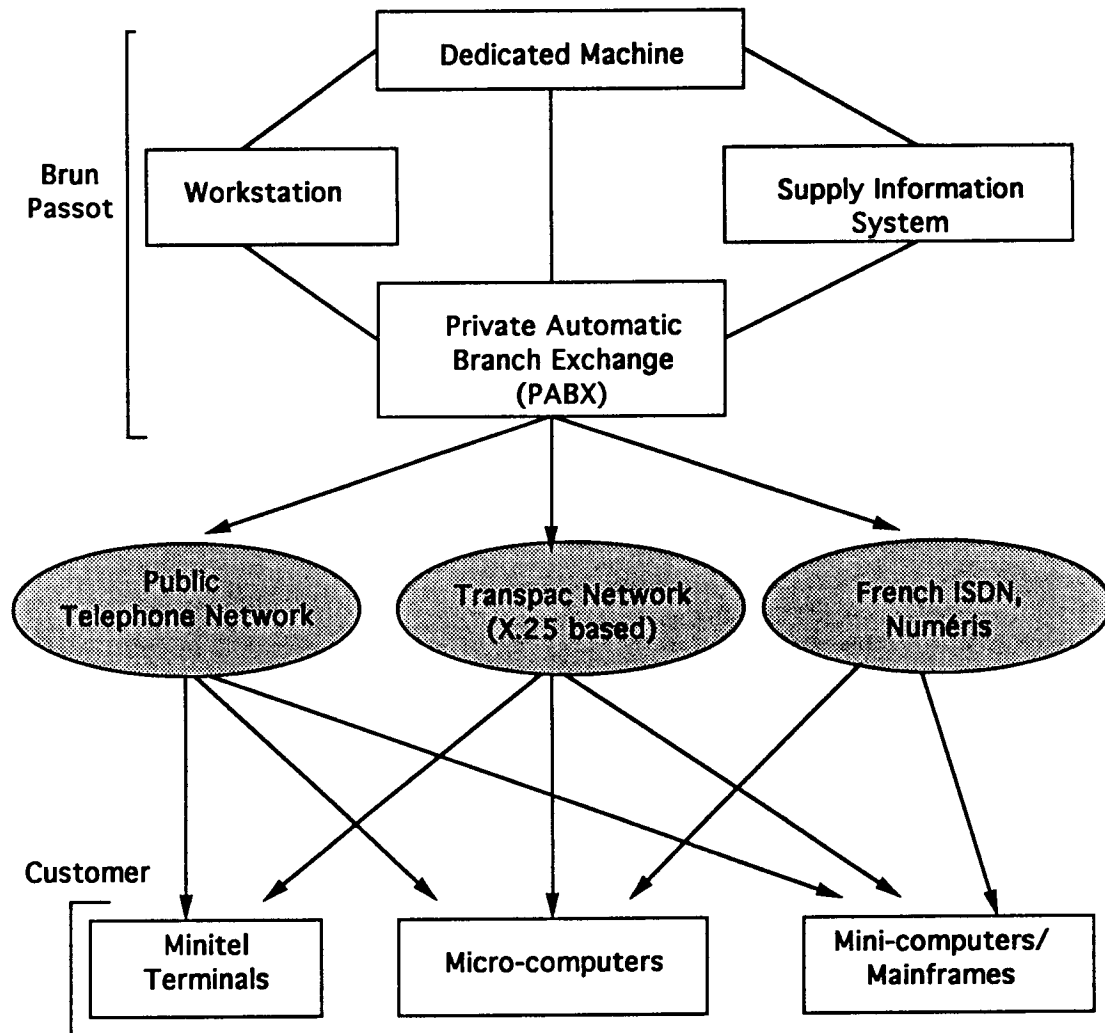 Dedicated Machine
Brun
Passot
Workstation
Supply Information
System
Private Automatic
Branch Exchange
(PABX)
Public
Telephone Network
Transpac Network
(X.25 based)
French ISDN,
Numéris
Customer
Minitel
Terminals
Micro-computers
Mini-computers/
Mainframes